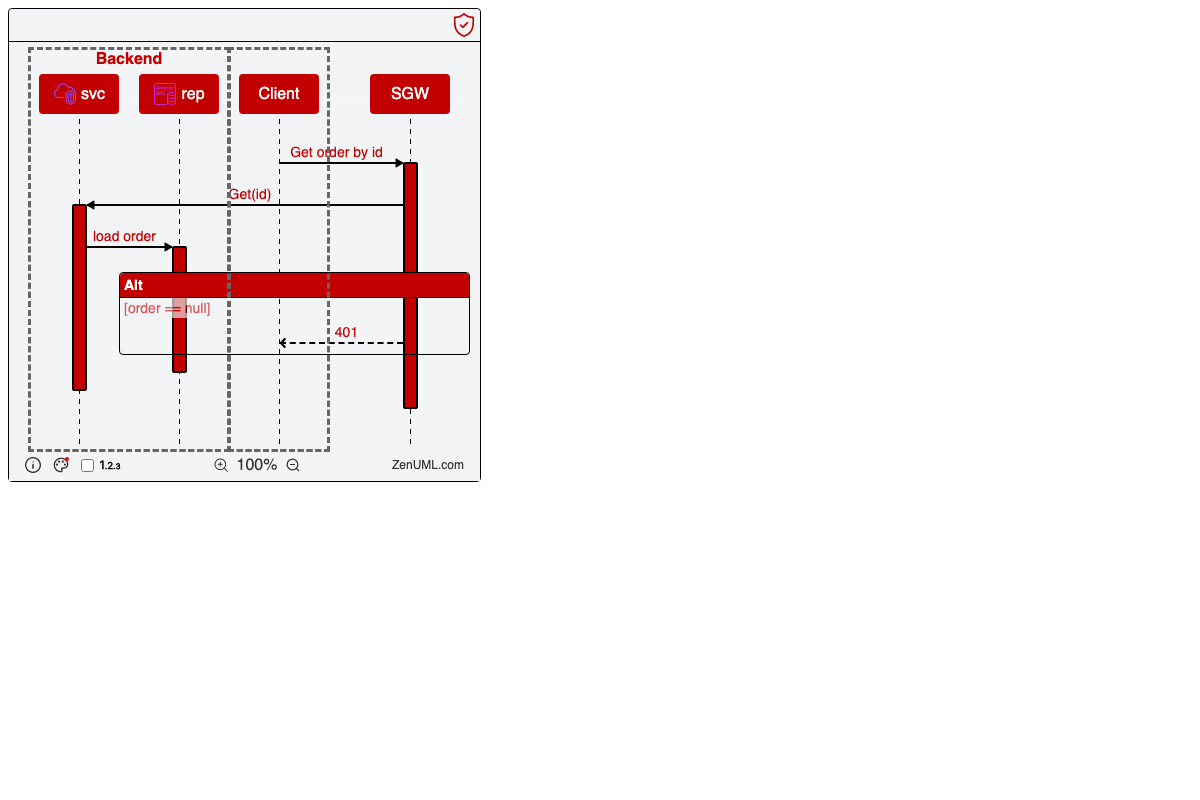 Backend
svc
rep
Client
SGW
Get order by id
Get(id)
load order
Alt
[order == null]
401
1.2.3
100%
ZenUML.com